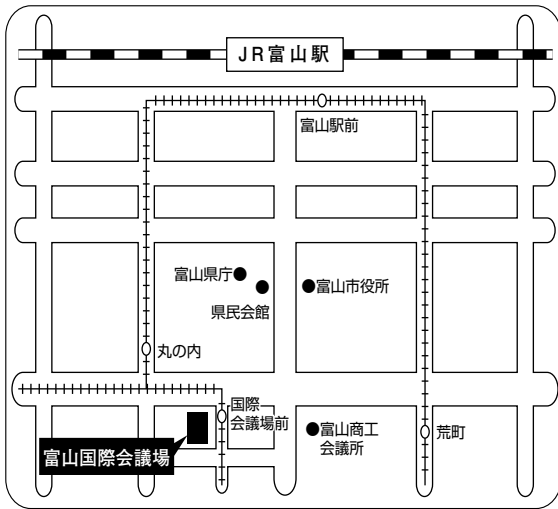 JR富山駅
富山駅前
富山県庁
県民会館
富山市役所
丸の内
国際
会議場前
富山商工
会議所
荒町
富山国際会議場